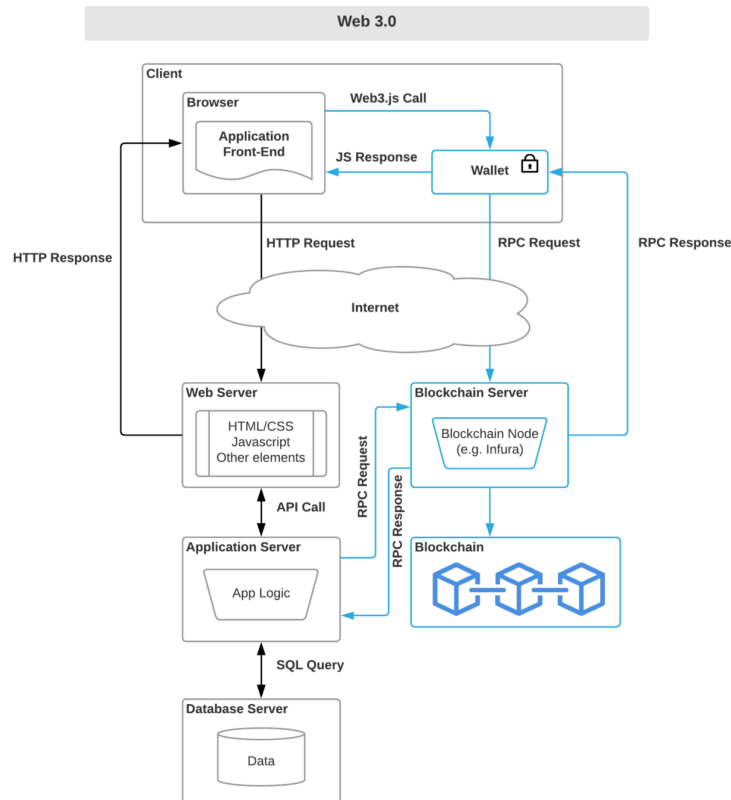 Web 3.0
Client
Browser
Web3.js Call
Application
Front-End
JS Response
Wallet
HTTP Request
RPC Request
RPC Response
HTTP Response
Internet
Web Server
Blockchain Server
HTML/CSS
Javascript
Other elements
Blockchain Node
(e.g. Infura)
RPC Request
RPC Response
API Call
Application Server
Blockchain
App Logic
SQL Query
Database Server
Data